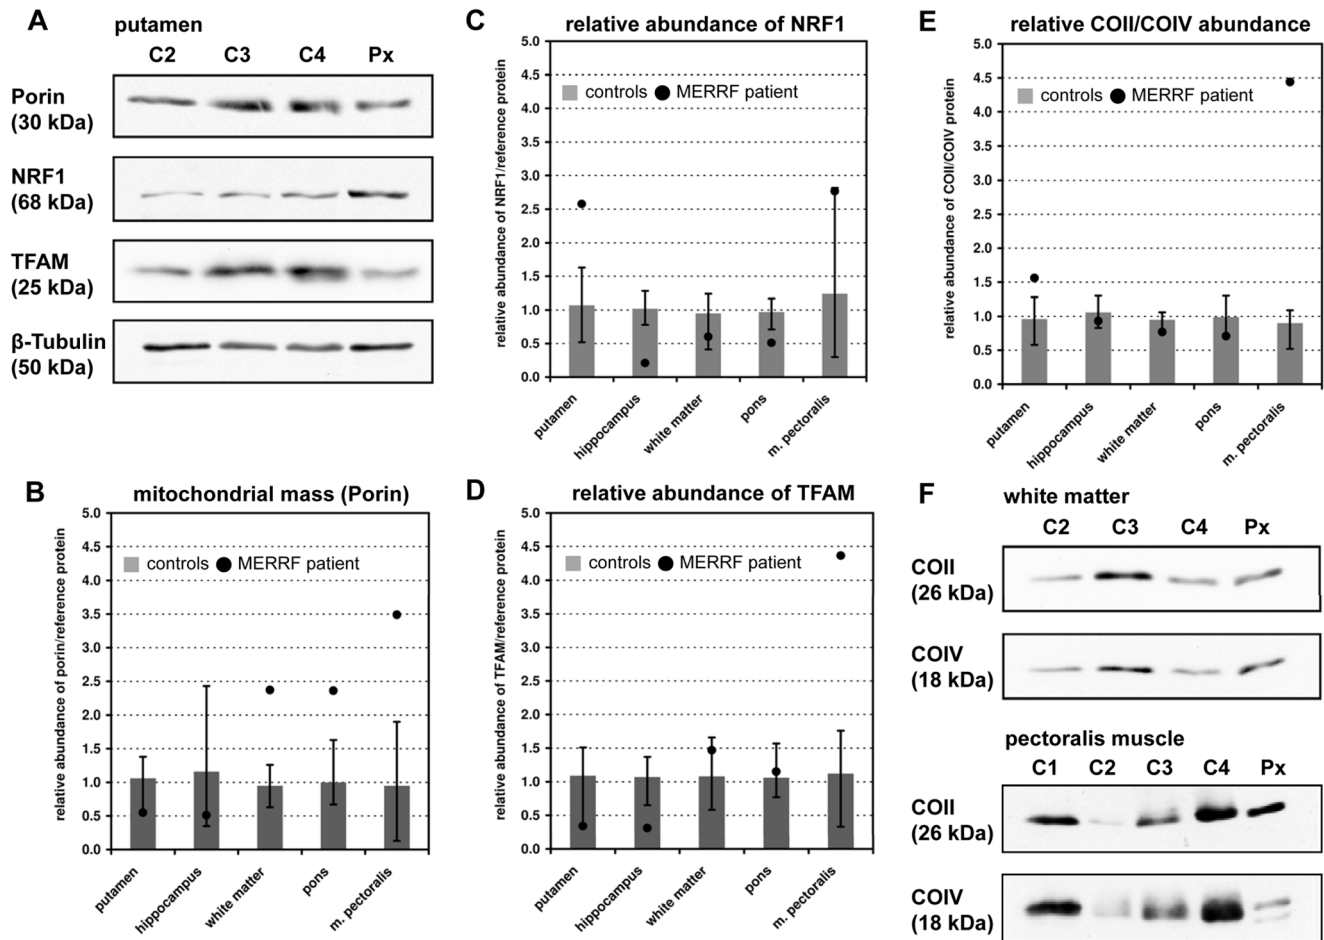 A
putamen
C2 C3 C4 Px
Porin
(30 kDa)
NRF1
(68 kDa)
TFAM
(25 kDa)
β-Tubulin
(50 kDa)
B
mitochondrial mass (Porin)
relative abundance of porin/reference protein
5.0
4.5
4.0
3.5
3.0
2.5
2.0
1.5
1.0
0.5
0.0
controls MERRF patient
putamen
hippocampus
white matter
pons
m. pectoralis
C
relative abundance of NRF1
relative abundance of NRF1/reference protein
5.0
4.5
4.0
3.5
3.0
2.5
2.0
1.5
1.0
0.5
0.0
controls MERRF patient
putamen
hippocampus
white matter
pons
m. pectoralis
D
relative abundance of TFAM
relative abundance of TFAM/reference protein
5.0
4.5
4.0
3.5
3.0
2.5
2.0
1.5
1.0
0.5
0.0
controls MERRF patient
putamen
hippocampus
white matter
pons
m. pectoralis
E
relative COII/COIV abundance
relative abundance of COII/COIV protein
5.0
4.5
4.0
3.5
3.0
2.5
2.0
1.5
1.0
0.5
0.0
controls MERRF patient
putamen
hippocampus
white matter
pons
m. pectoralis
F
white matter
C2 C3 C4 Px
COII
(26 kDa)
COIV
(18 kDa)
pectoralis muscle
C1 C2 C3 C4 Px
COII
(26 kDa)
COIV
(18 kDa)